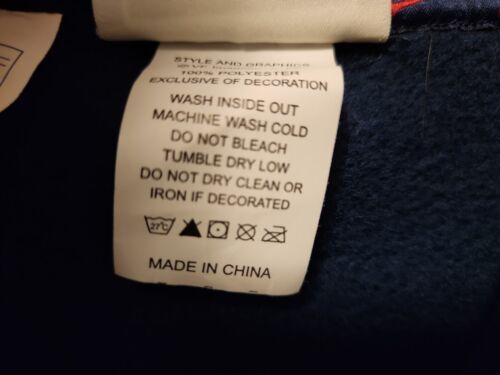 STYLE AND GRAPHICS
100% POLYESTER
EXCLUSIVE OF DECORATION
WASH INSIDE OUT
MACHINE WASH COLD
DO NOT BLEACH
TUMBLE DRY LOW
DO NOT DRY CLEAN OR
IRON IF DECORATED
27°C
MADE IN CHINA